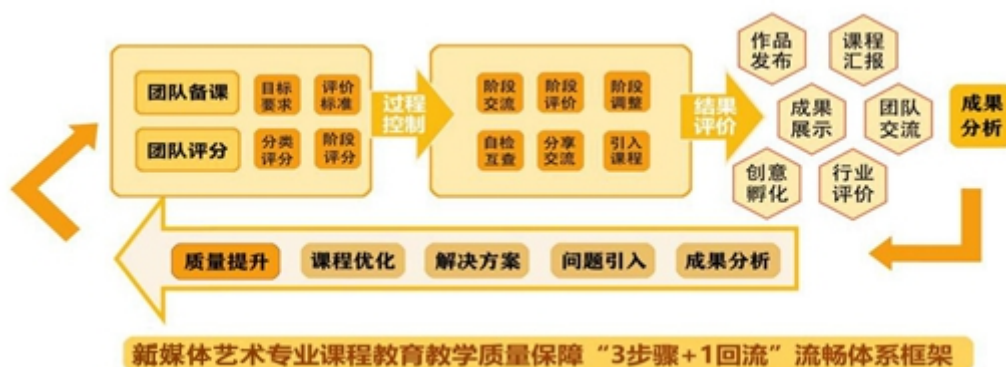 团队备课
目标
要求
评价
标准
团队评分
分类
评分
阶段
评分
过程
控制
阶段
交流
阶段
评价
阶段
调整
自检
互查
分享
交流
引入
课程
结果
评价
作品
发布
课程
汇报
成果
展示
团队
交流
创意
孵化
行业
评价
成果
分析
质量提升
课程优化
解决方案
问题引入
成果分析
新媒体艺术专业课程教育教学质量保障“3步骤+1回流”流畅体系框架